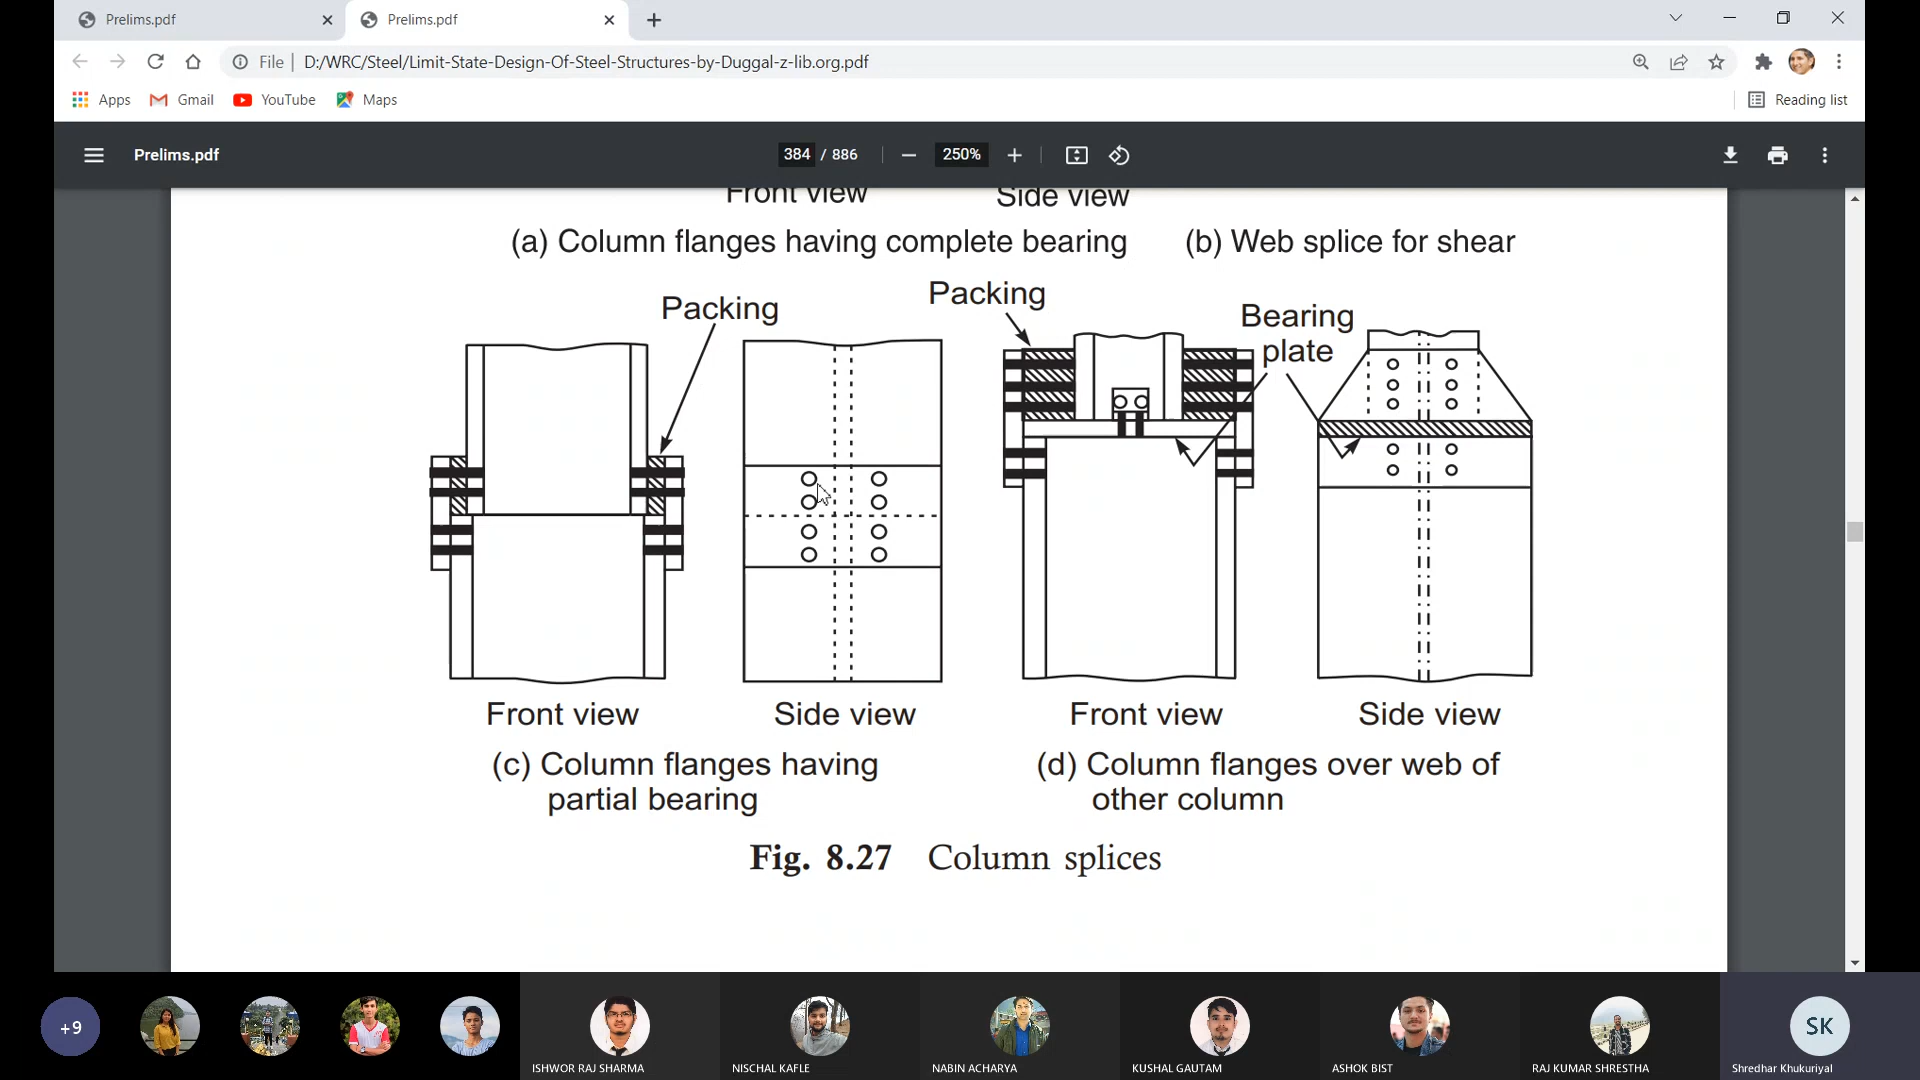 Prelims.pdf
Prelims.pdf
File | D:/WRC/Steel/Limit-State-Design-Of-Steel-Structures-by-Duggal-z-lib.org.pdf
Apps Gmail YouTube Maps Reading list
Prelims.pdf 384 / 886 250%
Front view Side view
(a) Column flanges having complete bearing (b) Web splice for shear
Packing Packing Bearing
plate
Front view Side view Front view Side view
(c) Column flanges having (d) Column flanges over web of
partial bearing other column
Fig. 8.27 Column splices
+9 SK
ISHWOR RAJ SHARMA NISCHAL KAFLE NABIN ACHARYA KUSHAL GAUTAM ASHOK BIST RAJ KUMAR SHRESTHA Shredhar Khukuriyal